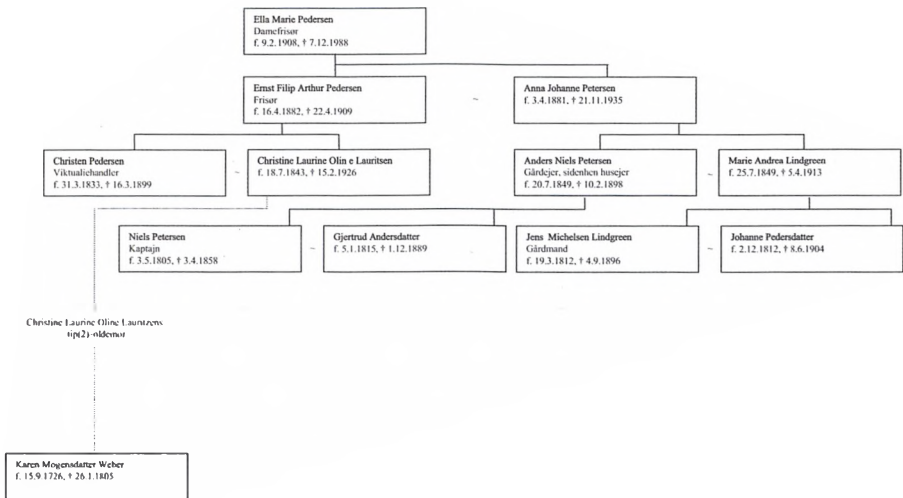 Ella Marie Pedersen
Damefrisør
f. 9.2.1908, † 7.12.1988
Ernst Filip Arthur Pedersen
Frisør
f. 16.4.1882, † 22.4.1909
~
Anna Johanne Petersen
f. 3.4.1881, † 21.11.1935
Christen Pedersen
Viktualiehandler
f. 31.3.1833, † 16.3.1899
~
Christine Laurine Olin e Lauritsen
f. 18.7.1843, † 15.2.1926
Anders Niels Petersen
Gårdejer, sidenhen husejer
f. 20.7.1849, † 10.2.1898
~
Marie Andrea Lindgreen
f. 25.7.1849, † 5.4.1913
Niels Petersen
Kaptajn
f. 3.5.1805, † 3.4.1858
~
Gjertrud Andersdatter
f. 5.1.1815, † 1.12.1889
Jens Michelsen Lindgreen
Gårdmand
f. 19.3.1812, † 4.9.1896
~
Johanne Pedersdatter
f. 2.12.1812, † 8.6.1904
Christine Laurine Oline Lauritzens
tip(2)-oldemor
Karen Mogensdatter Weber
f. 15.9.1726, † 26.1.1805